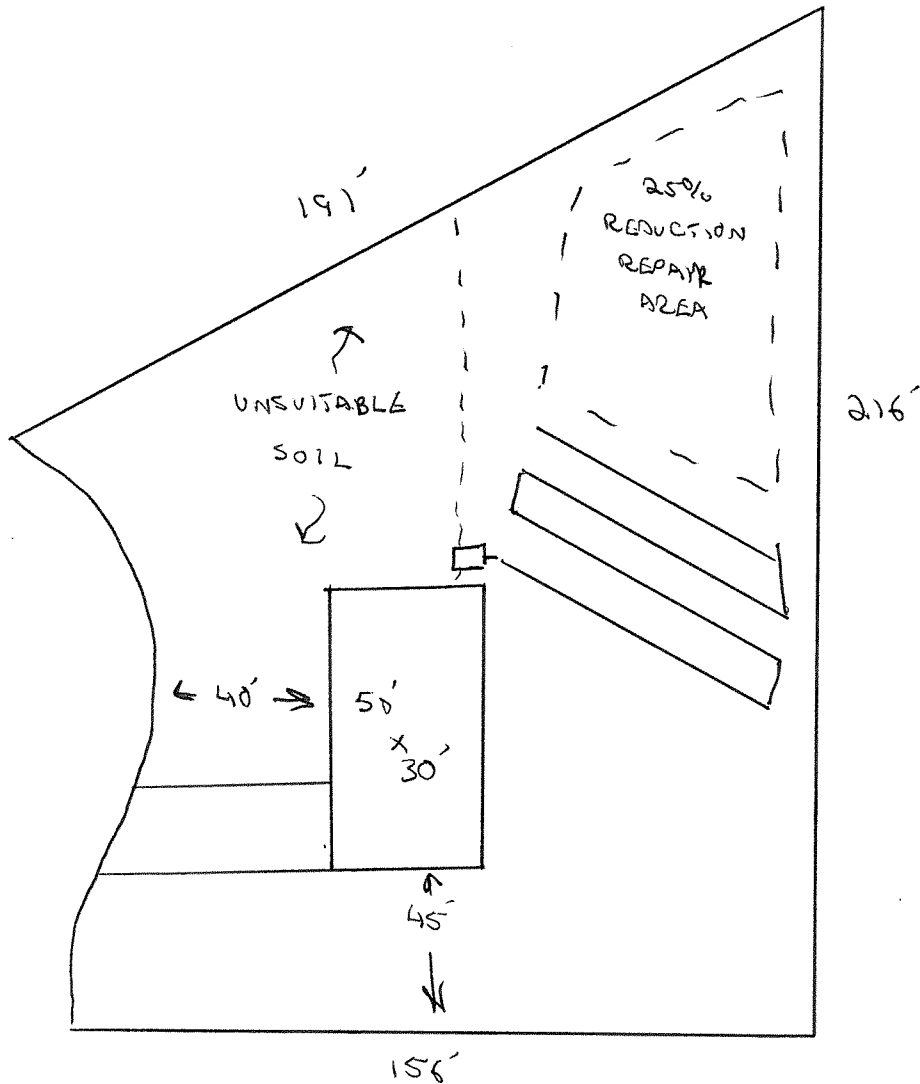 191'
25%
REDUCTION
REPAIR
AREA
UNSUITABLE
SOIL
216'
40'
50'
x
30'
45'
156'